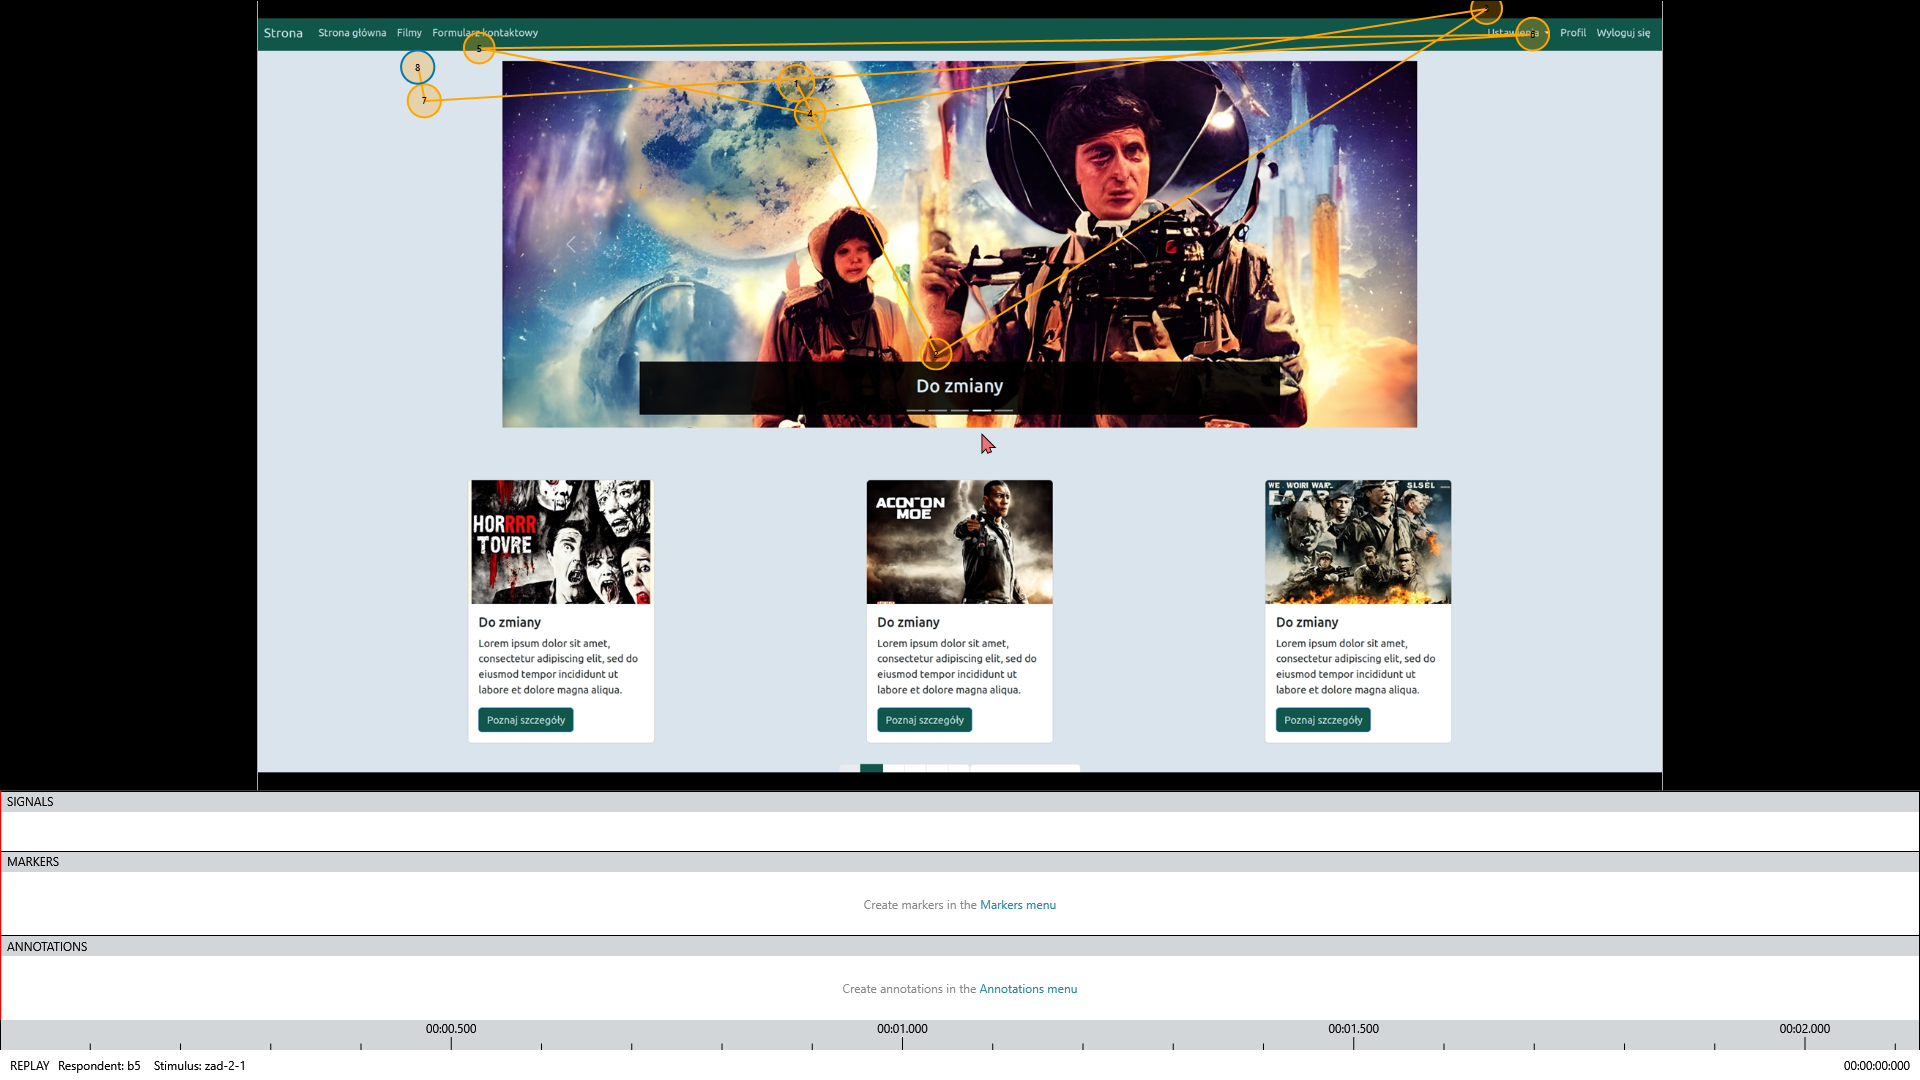 Strona Strona główna Filmy Formularz kontaktowy Profil Wyloguj się
8
5
7
1
4
Do zmiany
HORRRR TOVRE
ACON"ON MOE
WE WOIRI WAR. SLSEL
Do zmiany
Lorem ipsum dolor sit amet,
consectetur adipiscing elit, sed do
eiusmod tempor incididunt ut
labore et dolore magna aliqua.
Poznaj szczegóły
Do zmiany
Lorem ipsum dolor sit amet,
consectetur adipiscing elit, sed do
eiusmod tempor incididunt ut
labore et dolore magna aliqua.
Poznaj szczegóły
Do zmiany
Lorem ipsum dolor sit amet,
consectetur adipiscing elit, sed do
eiusmod tempor incididunt ut
labore et dolore magna aliqua.
Poznaj szczegóły
SIGNALS
MARKERS
Create markers in the Markers menu
ANNOTATIONS
Create annotations in the Annotations menu
00:00.500 00:01.000 00:01.500 00:02.000
REPLAY Respondent: b5 Stimulus: zad-2-1 00:00:00:000